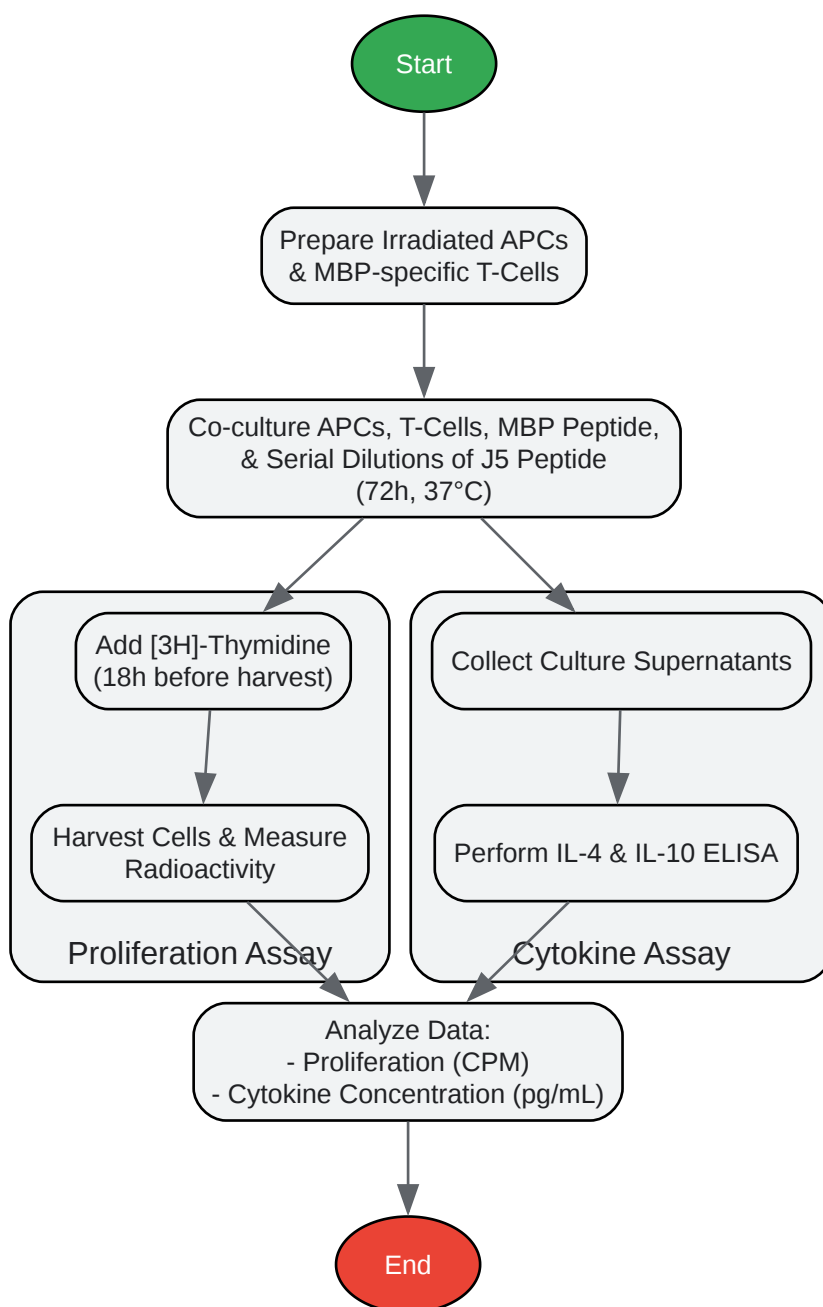 Start
Prepare Irradiated APCs
& MBP-specific T-Cells
Co-culture APCs, T-Cells, MBP Peptide,
& Serial Dilutions of J5 Peptide
(72h, 37°C)
Add [3H]-Thymidine
(18h before harvest)
Harvest Cells & Measure
Radioactivity
Proliferation Assay
Collect Culture Supernatants
Perform IL-4 & IL-10 ELISA
Cytokine Assay
Analyze Data:
- Proliferation (CPM)
- Cytokine Concentration (pg/mL)
End